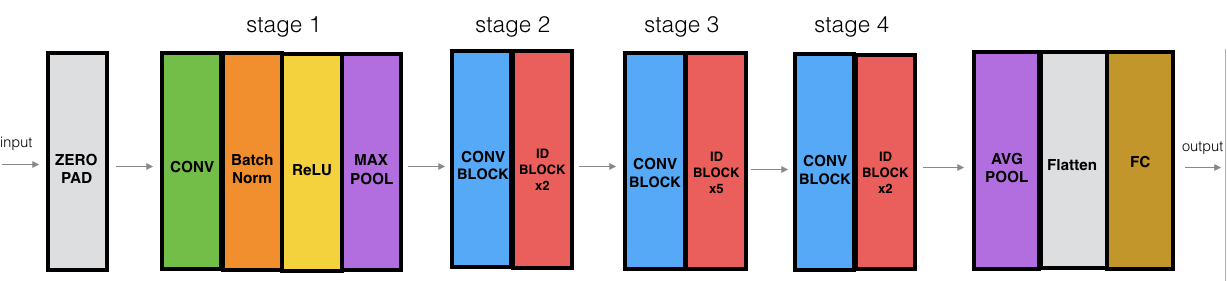 stage 1
stage 2
stage 3
stage 4
input
ZERO
PAD
CONV
Batch
Norm
ReLU
MAX
POOL
CONV
BLOCK
ID
BLOCK
x2
CONV
BLOCK
ID
BLOCK
x5
CONV
BLOCK
ID
BLOCK
x2
AVG
POOL
Flatten
FC
output